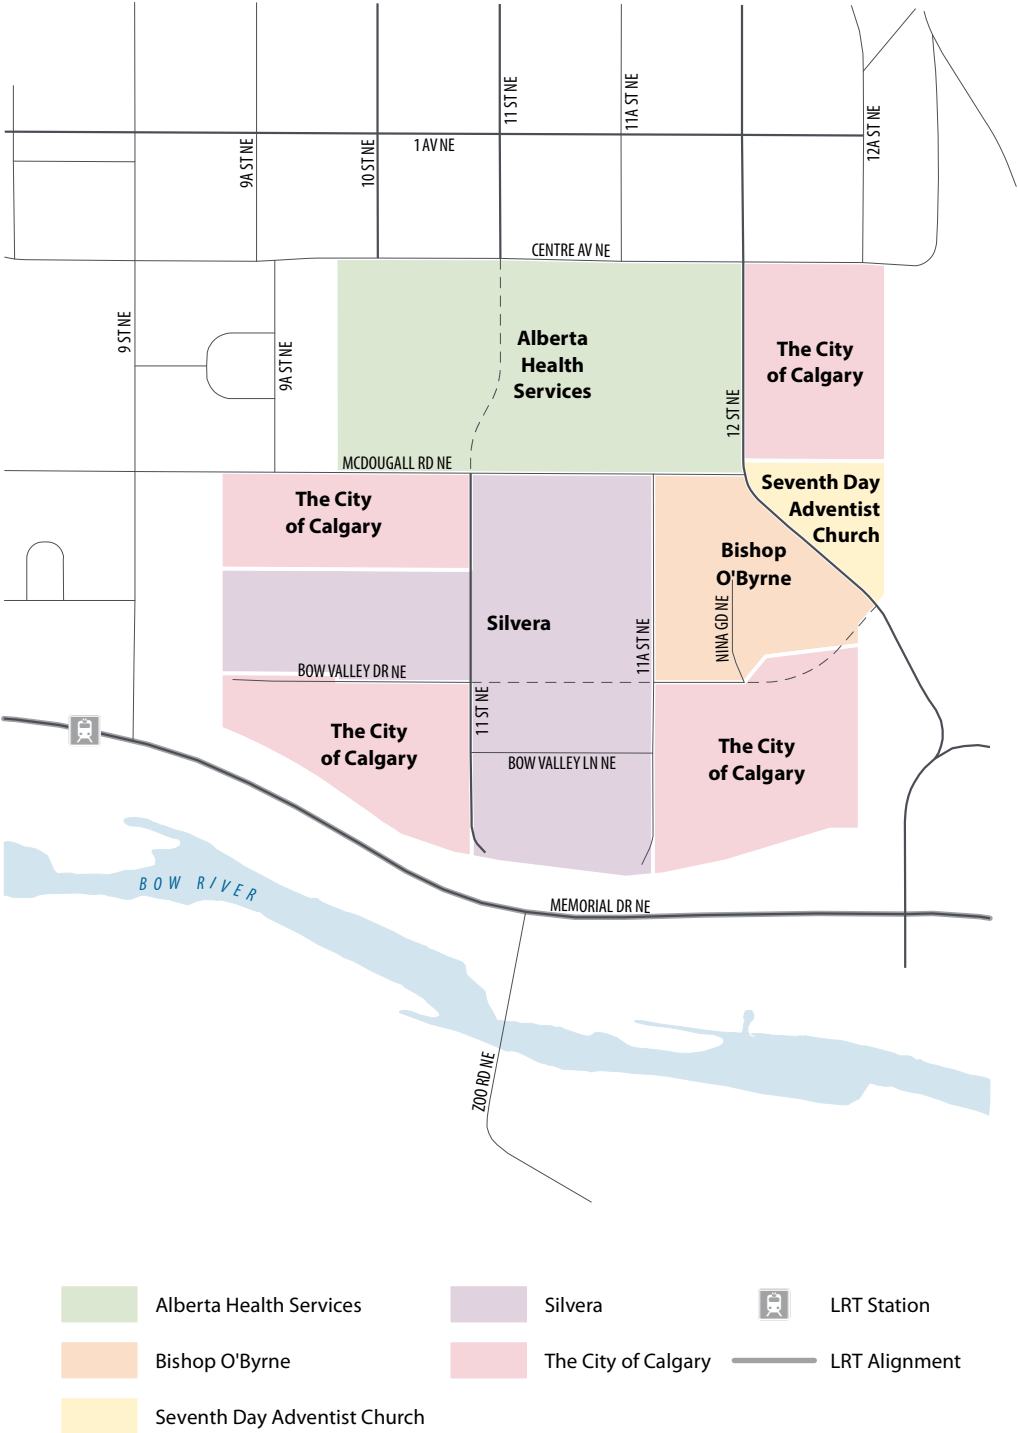 11 ST NE
11A ST NE
12A ST NE
9A ST NE
10 ST NE
1 AV NE
CENTRE AV NE
9 ST NE
9A ST NE
Alberta
Health
Services
The City
of Calgary
12 ST NE
MCDOUGALL RD NE
The City
of Calgary
Seventh Day
Adventist
Church
Bishop
O'Byrne
Silvera
11A ST NE
NINA GD NE
BOW VALLEY DR NE
11 ST NE
The City
of Calgary
The City
of Calgary
BOW VALLEY LN NE
BOW RIVER
MEMORIAL DR NE
ZOO RD NE
Alberta Health Services
Silvera
LRT Station
Bishop O'Byrne
The City of Calgary
LRT Alignment
Seventh Day Adventist Church